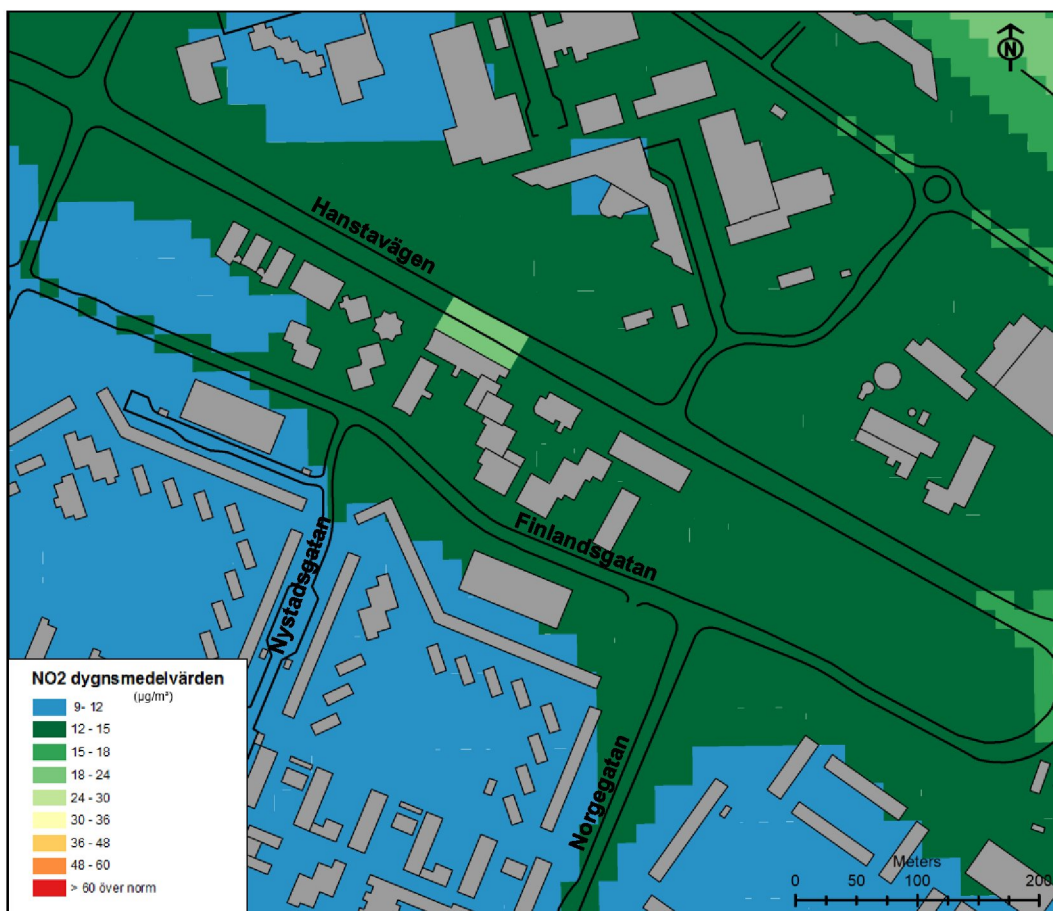 N
Hanstavägen
Finlandsgatan
Nystadsgatan
Norgegatan
NO2 dygnsmedelvärden
(µg/m³)
9- 12
12 - 15
15 - 18
18 - 24
24 - 30
30 - 36
36 - 48
48 - 60
> 60 över norm
Meters
0 50 100 200